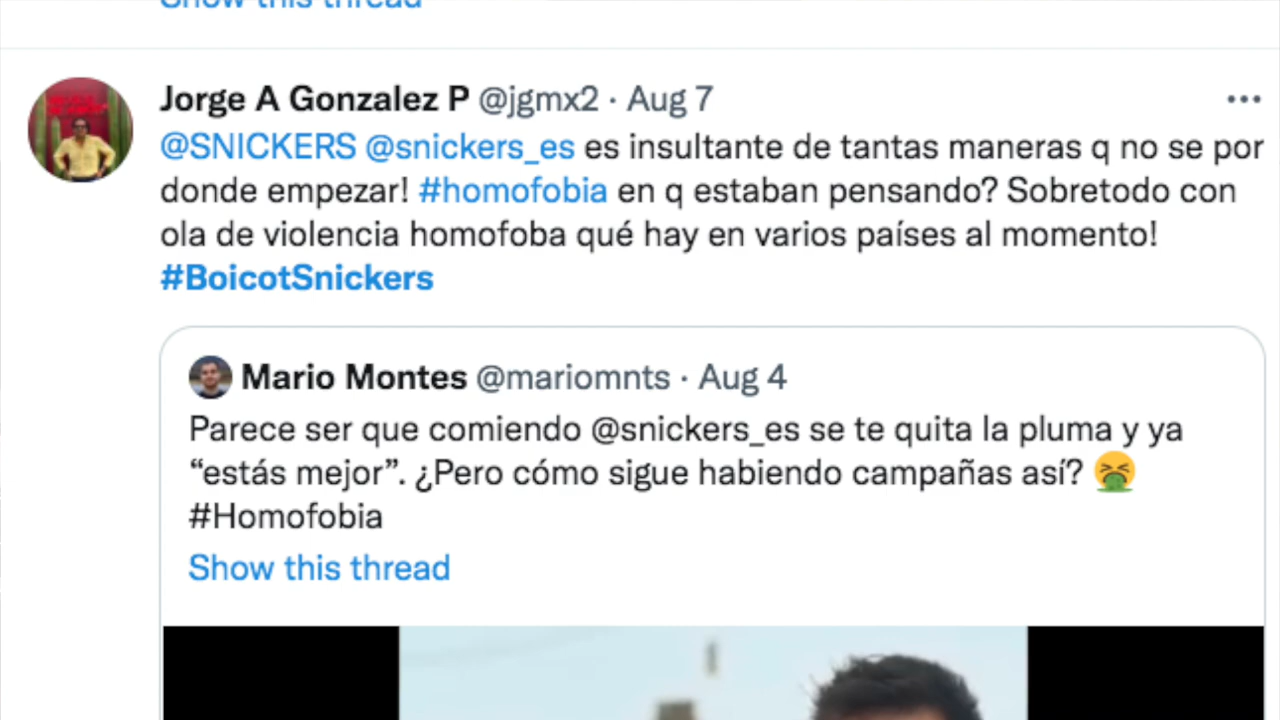 Show this thread
Jorge A Gonzalez P @jgmx2 · Aug 7
@SNICKERS @snickers_es es insultante de tantas maneras q no se por
donde empezar! #homofobia en q estaban pensando? Sobretodo con
ola de violencia homofoba qué hay en varios países al momento!
#BoicotSnickers
Mario Montes @mariomnts · Aug 4
Parece ser que comiendo @snickers_es se te quita la pluma y ya
“estás mejor”. ¿Pero cómo sigue habiendo campañas así? 🤮
#Homofobia
Show this thread